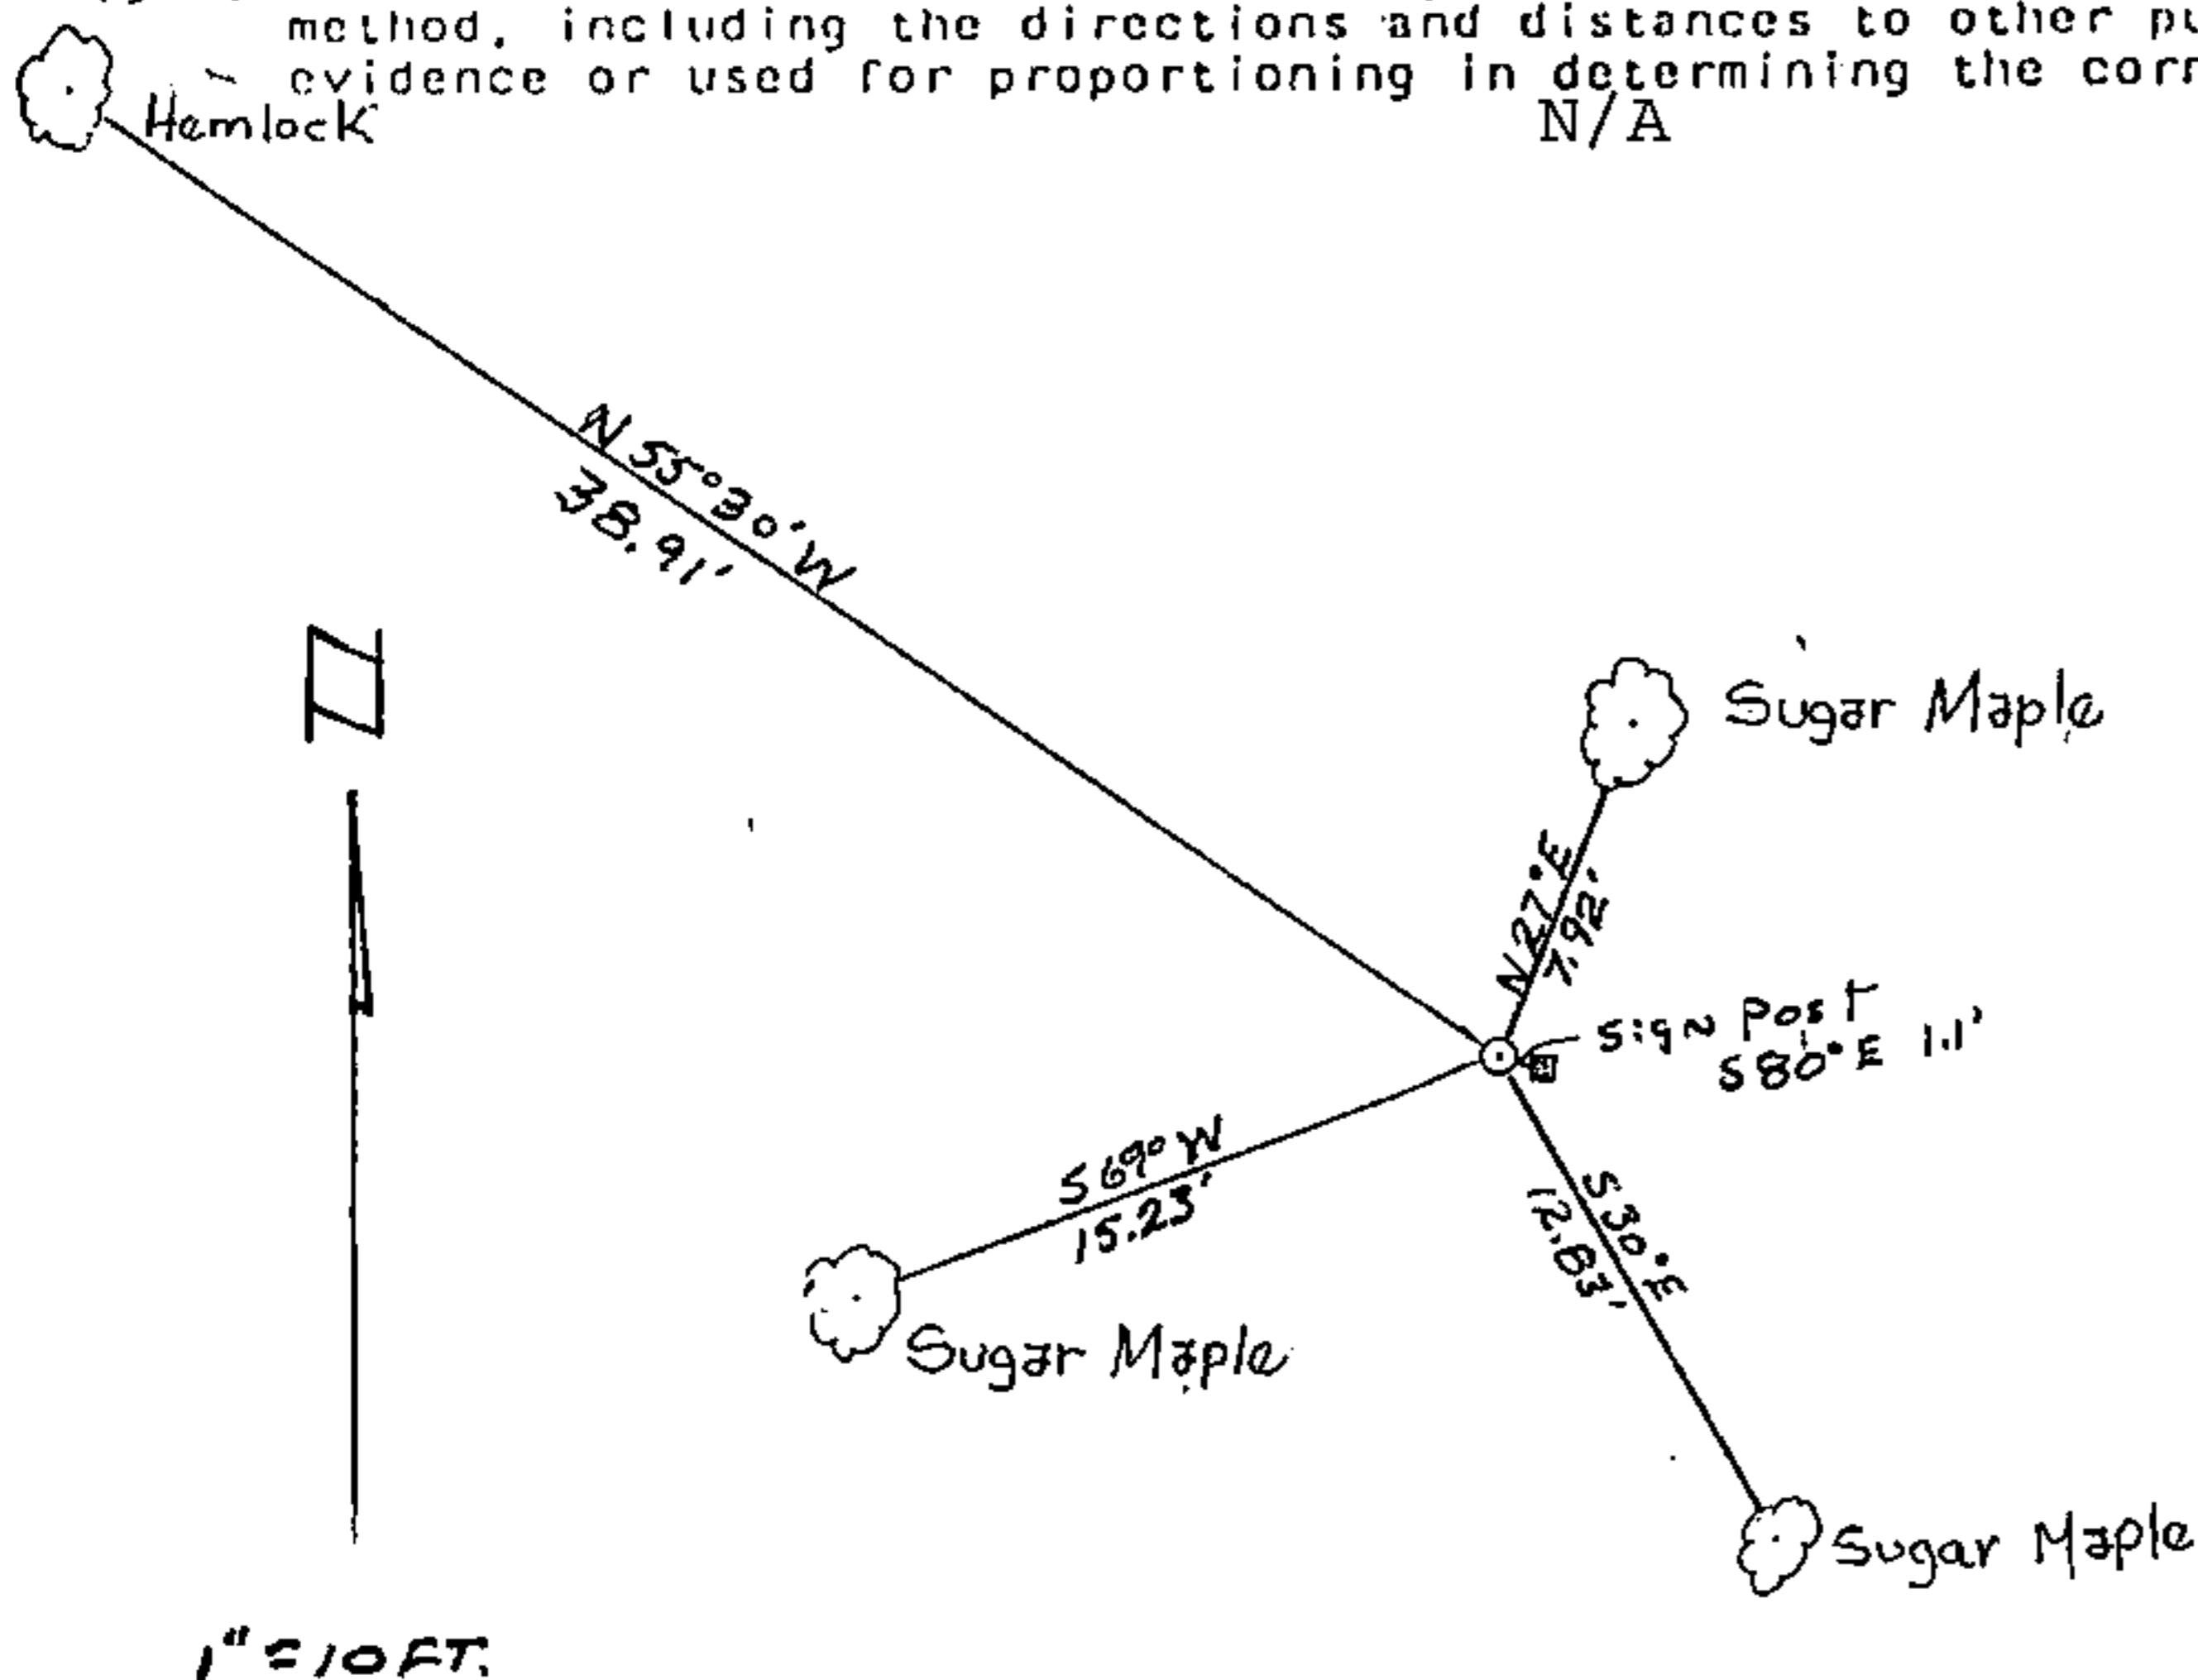 method, including the directions and distances to other pu
evidence or used for proportioning in determining the corn
N/A
Hemlock
N 55°30'W
38.91'
N
Sugar Maple
N 27°E
7.92'
Sign Post
S 80°E 1.1'
S 69° W
15.23'
S 30°E
12.83'
Sugar Maple
Sugar Maple
1" = 10 FT.